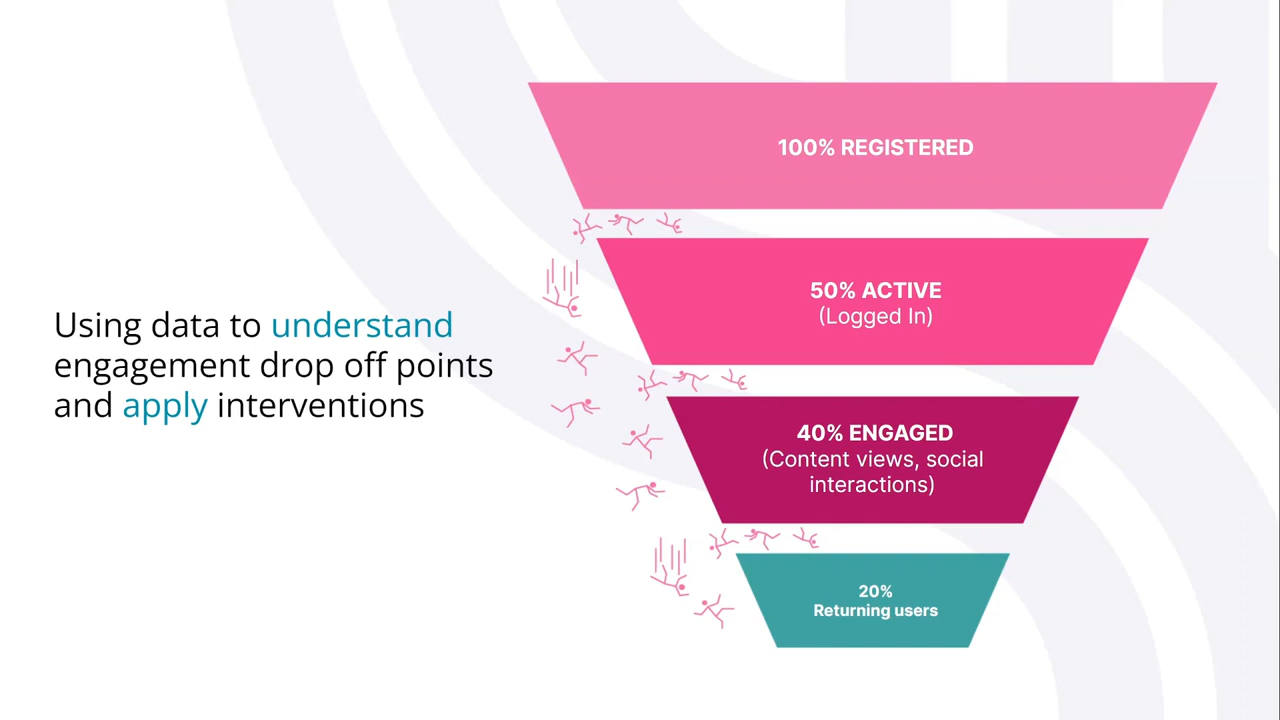 Using data to understand
engagement drop off points
and apply interventions
100% REGISTERED
50% ACTIVE
(Logged In)
40% ENGAGED
(Content views, social
interactions)
20%
Returning users